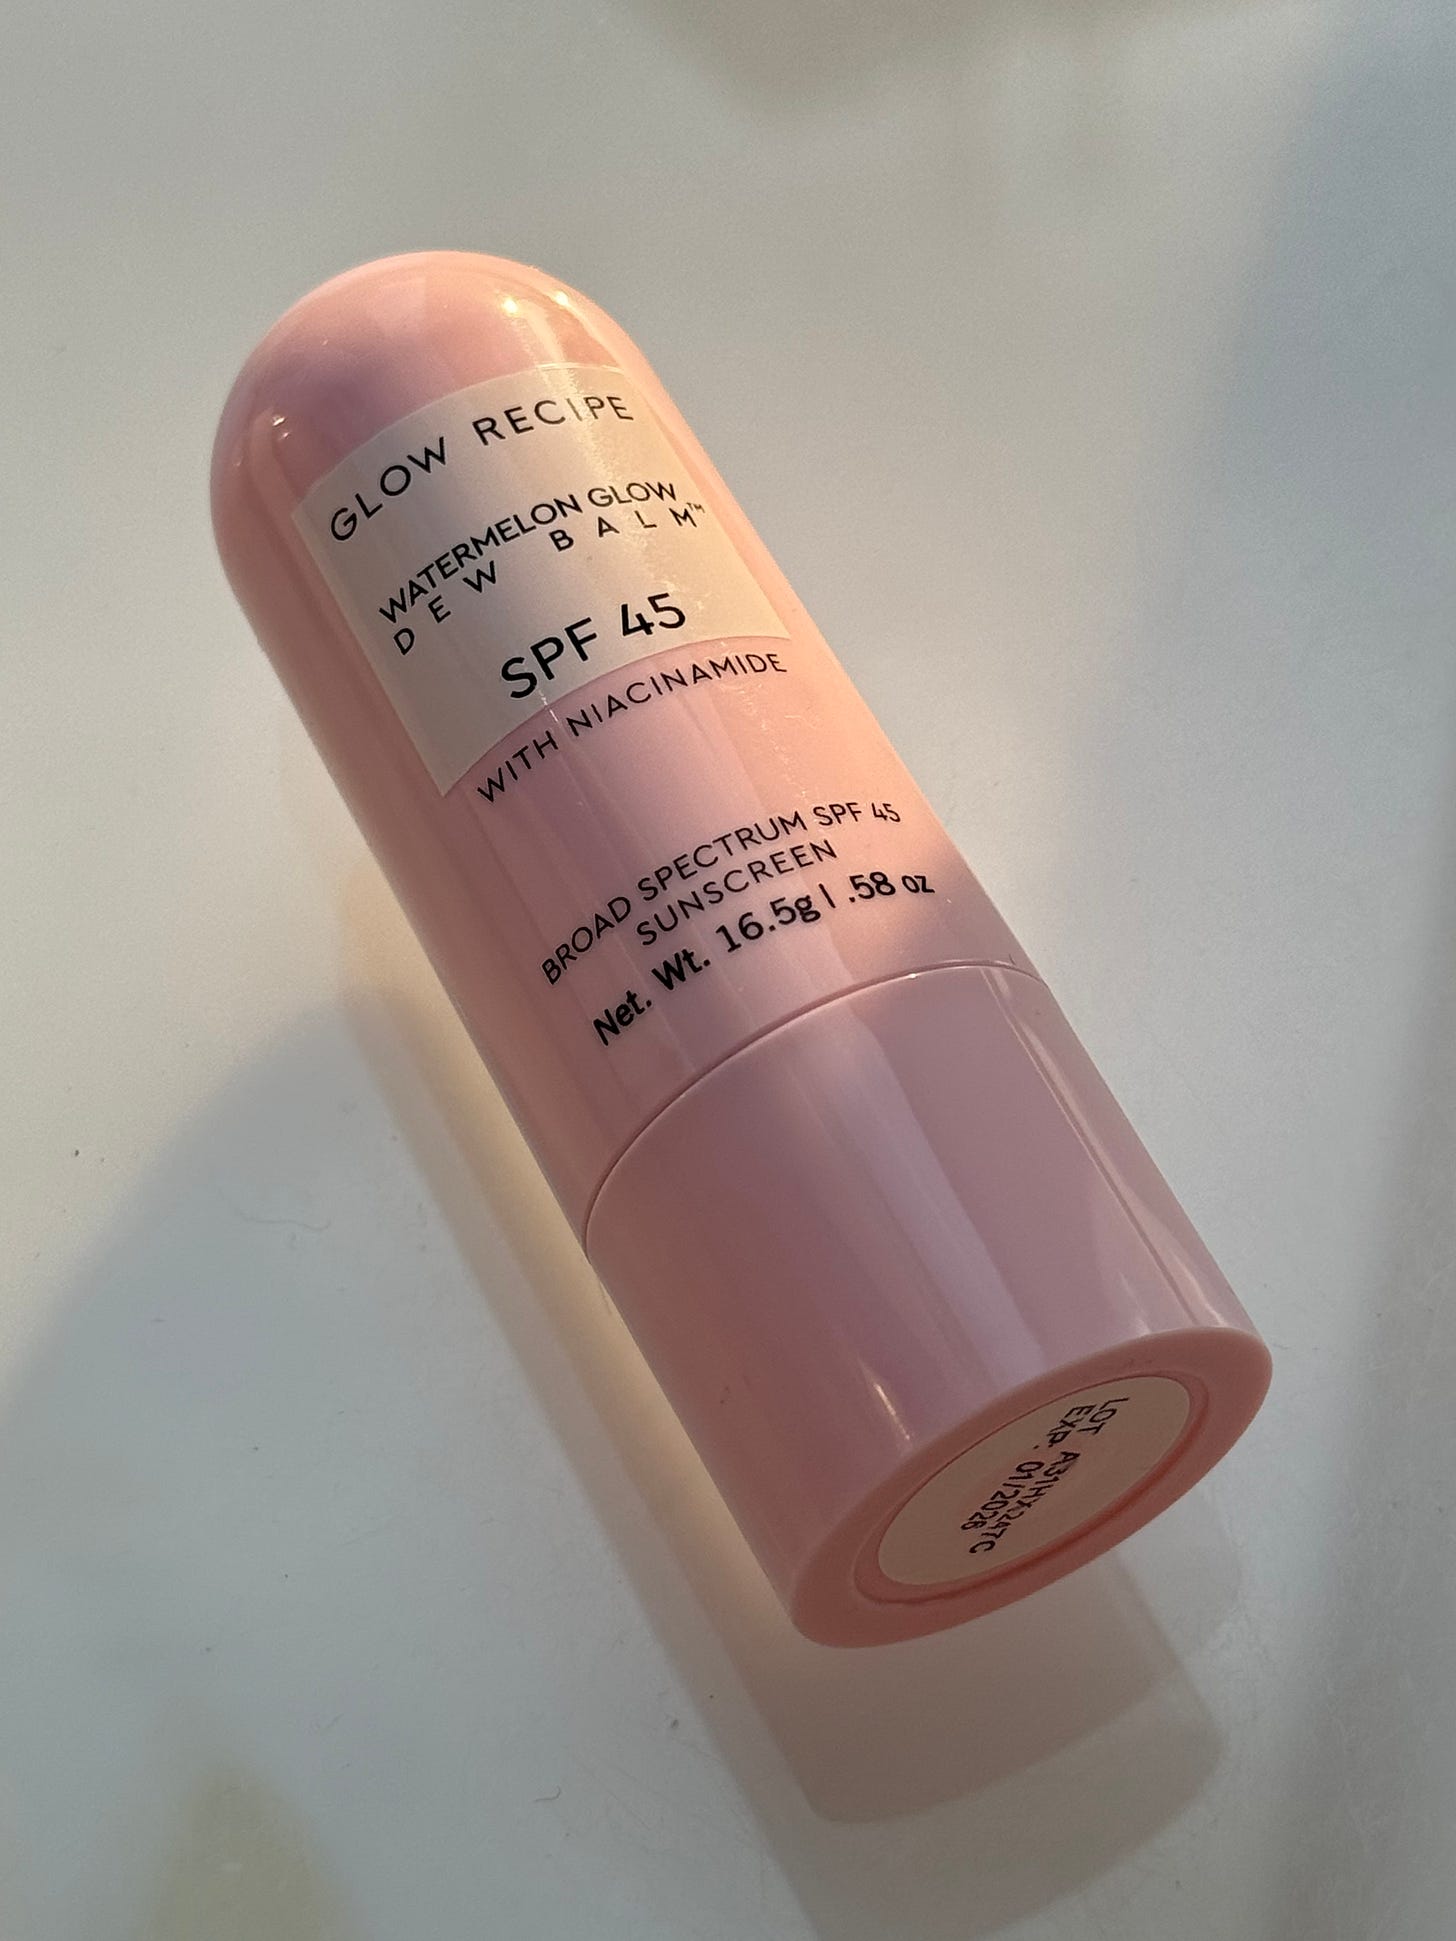 GLOW RECIPE
WATERMELON GLOW
DEW BALM™
SPF 45
WITH NIACINAMIDE
BROAD SPECTRUM SPF 45
SUNSCREEN
Net. Wt. 16.5g | .58 oz
LOT A31HX247C
EXP. 01/2026